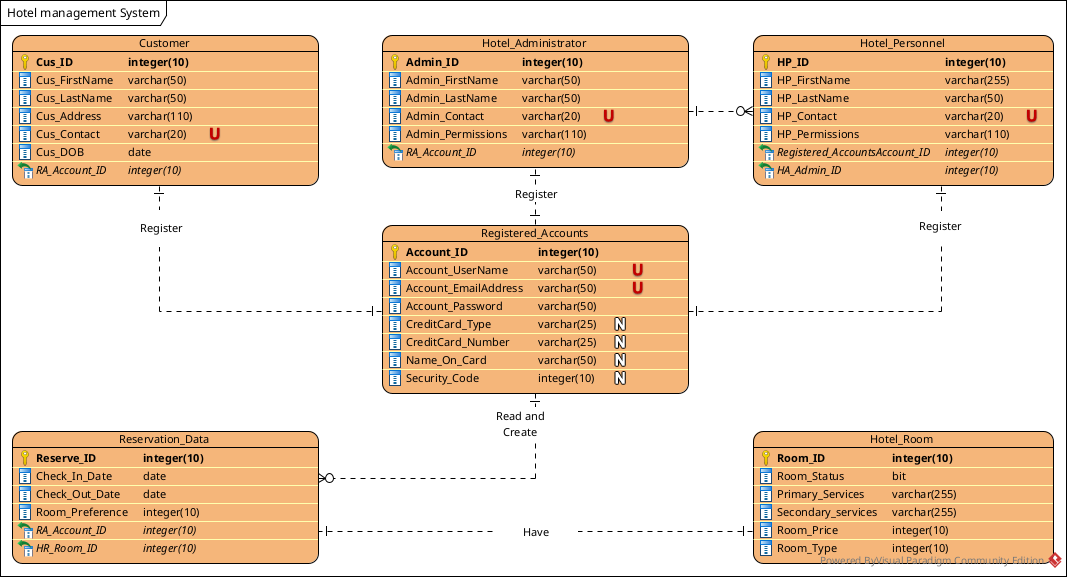 Hotel management System
Customer
Cus_ID integer(10)
Cus_FirstName varchar(50)
Cus_LastName varchar(50)
Cus_Address varchar(110)
Cus_Contact varchar(20) U
Cus_DOB date
RA_Account_ID integer(10)
Hotel_Administrator
Admin_ID integer(10)
Admin_FirstName varchar(50)
Admin_LastName varchar(50)
Admin_Contact varchar(20) U
Admin_Permissions varchar(110)
RA_Account_ID integer(10)
Hotel_Personnel
HP_ID integer(10)
HP_FirstName varchar(255)
HP_LastName varchar(50)
HP_Contact varchar(20) U
HP_Permissions varchar(110)
Registered_AccountsAccount_ID integer(10)
HA_Admin_ID integer(10)
Register
Register
Register
Registered_Accounts
Account_ID integer(10)
Account_UserName varchar(50) U
Account_EmailAddress varchar(50) U
Account_Password varchar(50)
CreditCard_Type varchar(25) N
CreditCard_Number varchar(25) N
Name_On_Card varchar(50) N
Security_Code integer(10) N
Read and
Create
Reservation_Data
Reserve_ID integer(10)
Check_In_Date date
Check_Out_Date date
Room_Preference integer(10)
RA_Account_ID integer(10)
HR_Room_ID integer(10)
Have
Hotel_Room
Room_ID integer(10)
Room_Status bit
Primary_Services varchar(255)
Secondary_services varchar(255)
Room_Price integer(10)
Room_Type integer(10)
Powered ByVisual Paradigm Community Edition